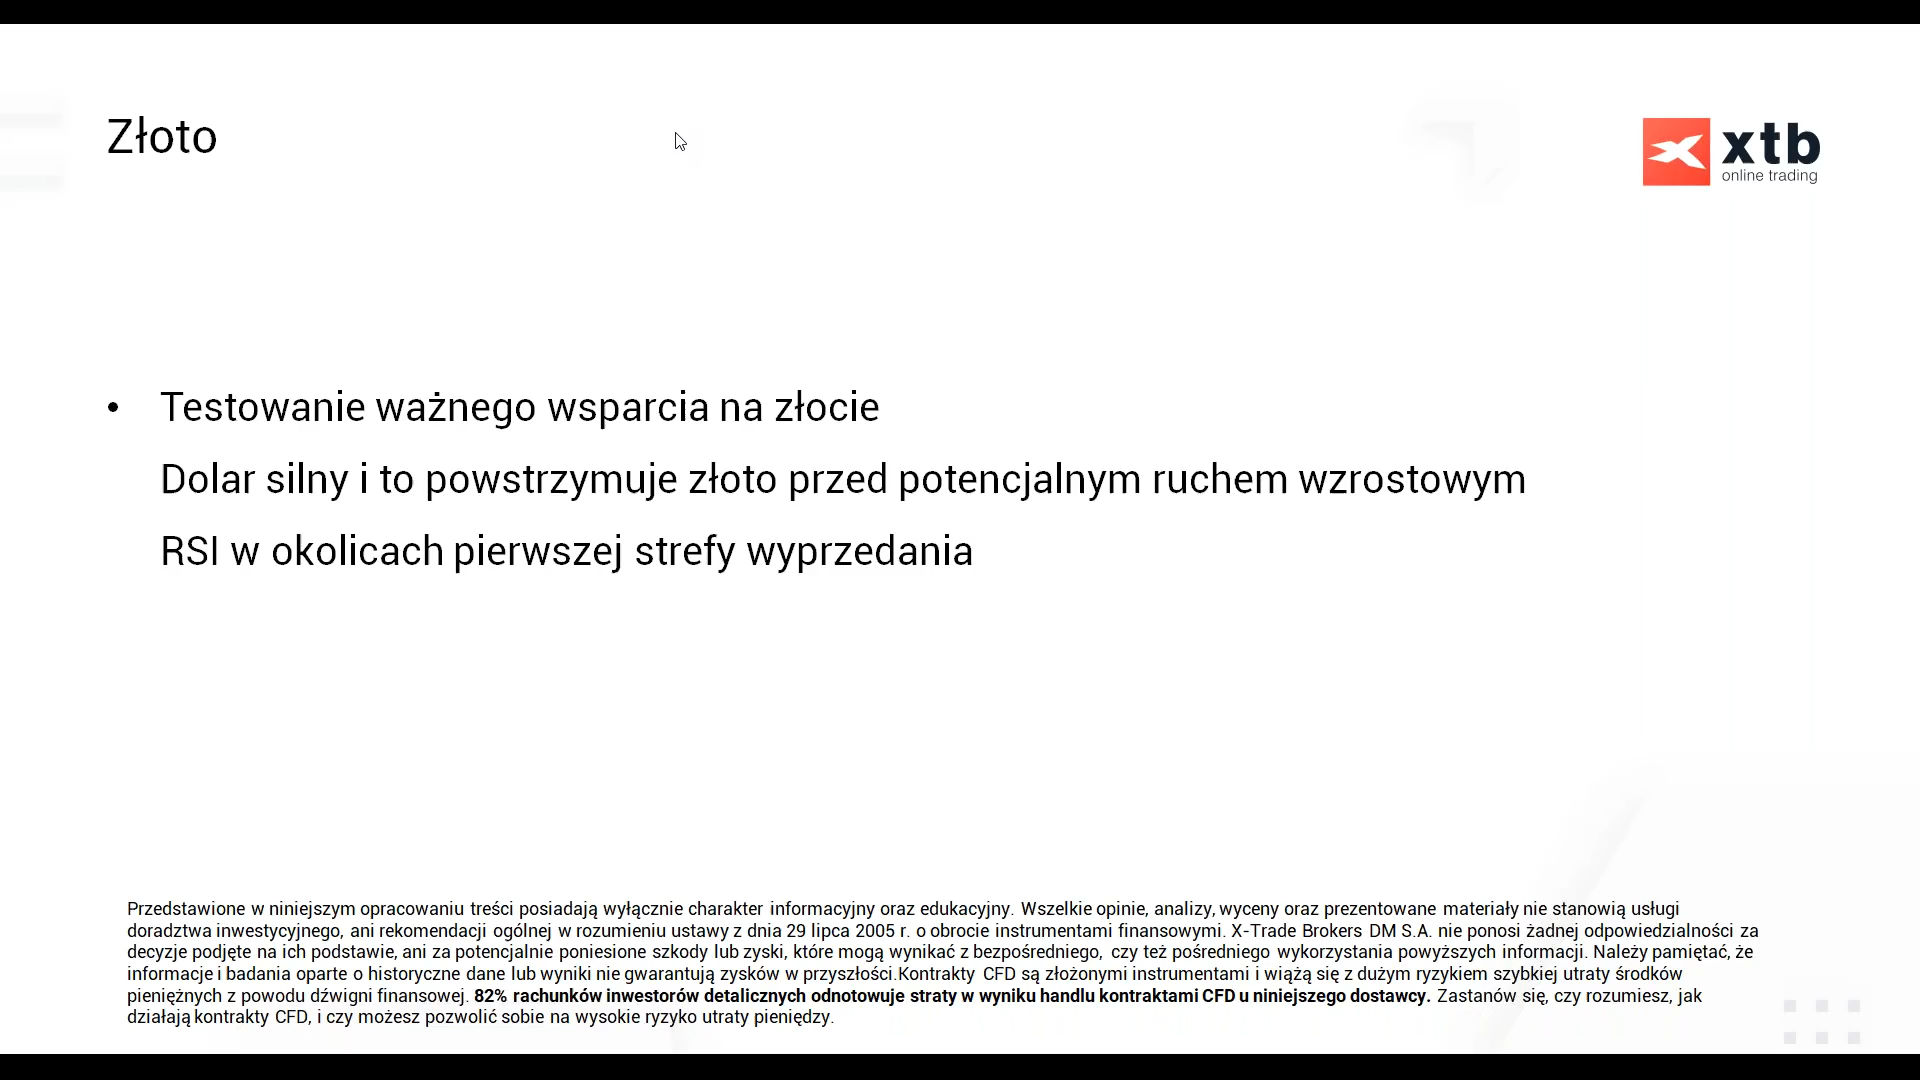 Złoto
xtb
online trading
• Testowanie ważnego wsparcia na złocie
Dolar silny i to powstrzymuje złoto przed potencjalnym ruchem wzrostowym
RSI w okolicach pierwszej strefy wyprzedania
Przedstawione w niniejszym opracowaniu treści posiadają wyłącznie charakter informacyjny oraz edukacyjny. Wszelkie opinie, analizy, wyceny oraz prezentowane materiały nie stanowią usługi
doradztwa inwestycyjnego, ani rekomendacji ogólnej w rozumieniu ustawy z dnia 29 lipca 2005 r. o obrocie instrumentami finansowymi. X-Trade Brokers DM S.A. nie ponosi żadnej odpowiedzialności za
decyzje podjęte na ich podstawie, ani za potencjalnie poniesione szkody lub zyski, które mogą wynikać z bezpośredniego, czy też pośredniego wykorzystania powyższych informacji. Należy pamiętać, że
informacje i badania oparte o historyczne dane lub wyniki nie gwarantują zysków w przyszłości.Kontrakty CFD są złożonymi instrumentami i wiążą się z dużym ryzykiem szybkiej utraty środków
pieniężnych z powodu dźwigni finansowej. 82% rachunków inwestorów detalicznych odnotowuje straty w wyniku handlu kontraktami CFD u niniejszego dostawcy. Zastanów się, czy rozumiesz, jak
działają kontrakty CFD, i czy możesz pozwolić sobie na wysokie ryzyko utraty pieniędzy.